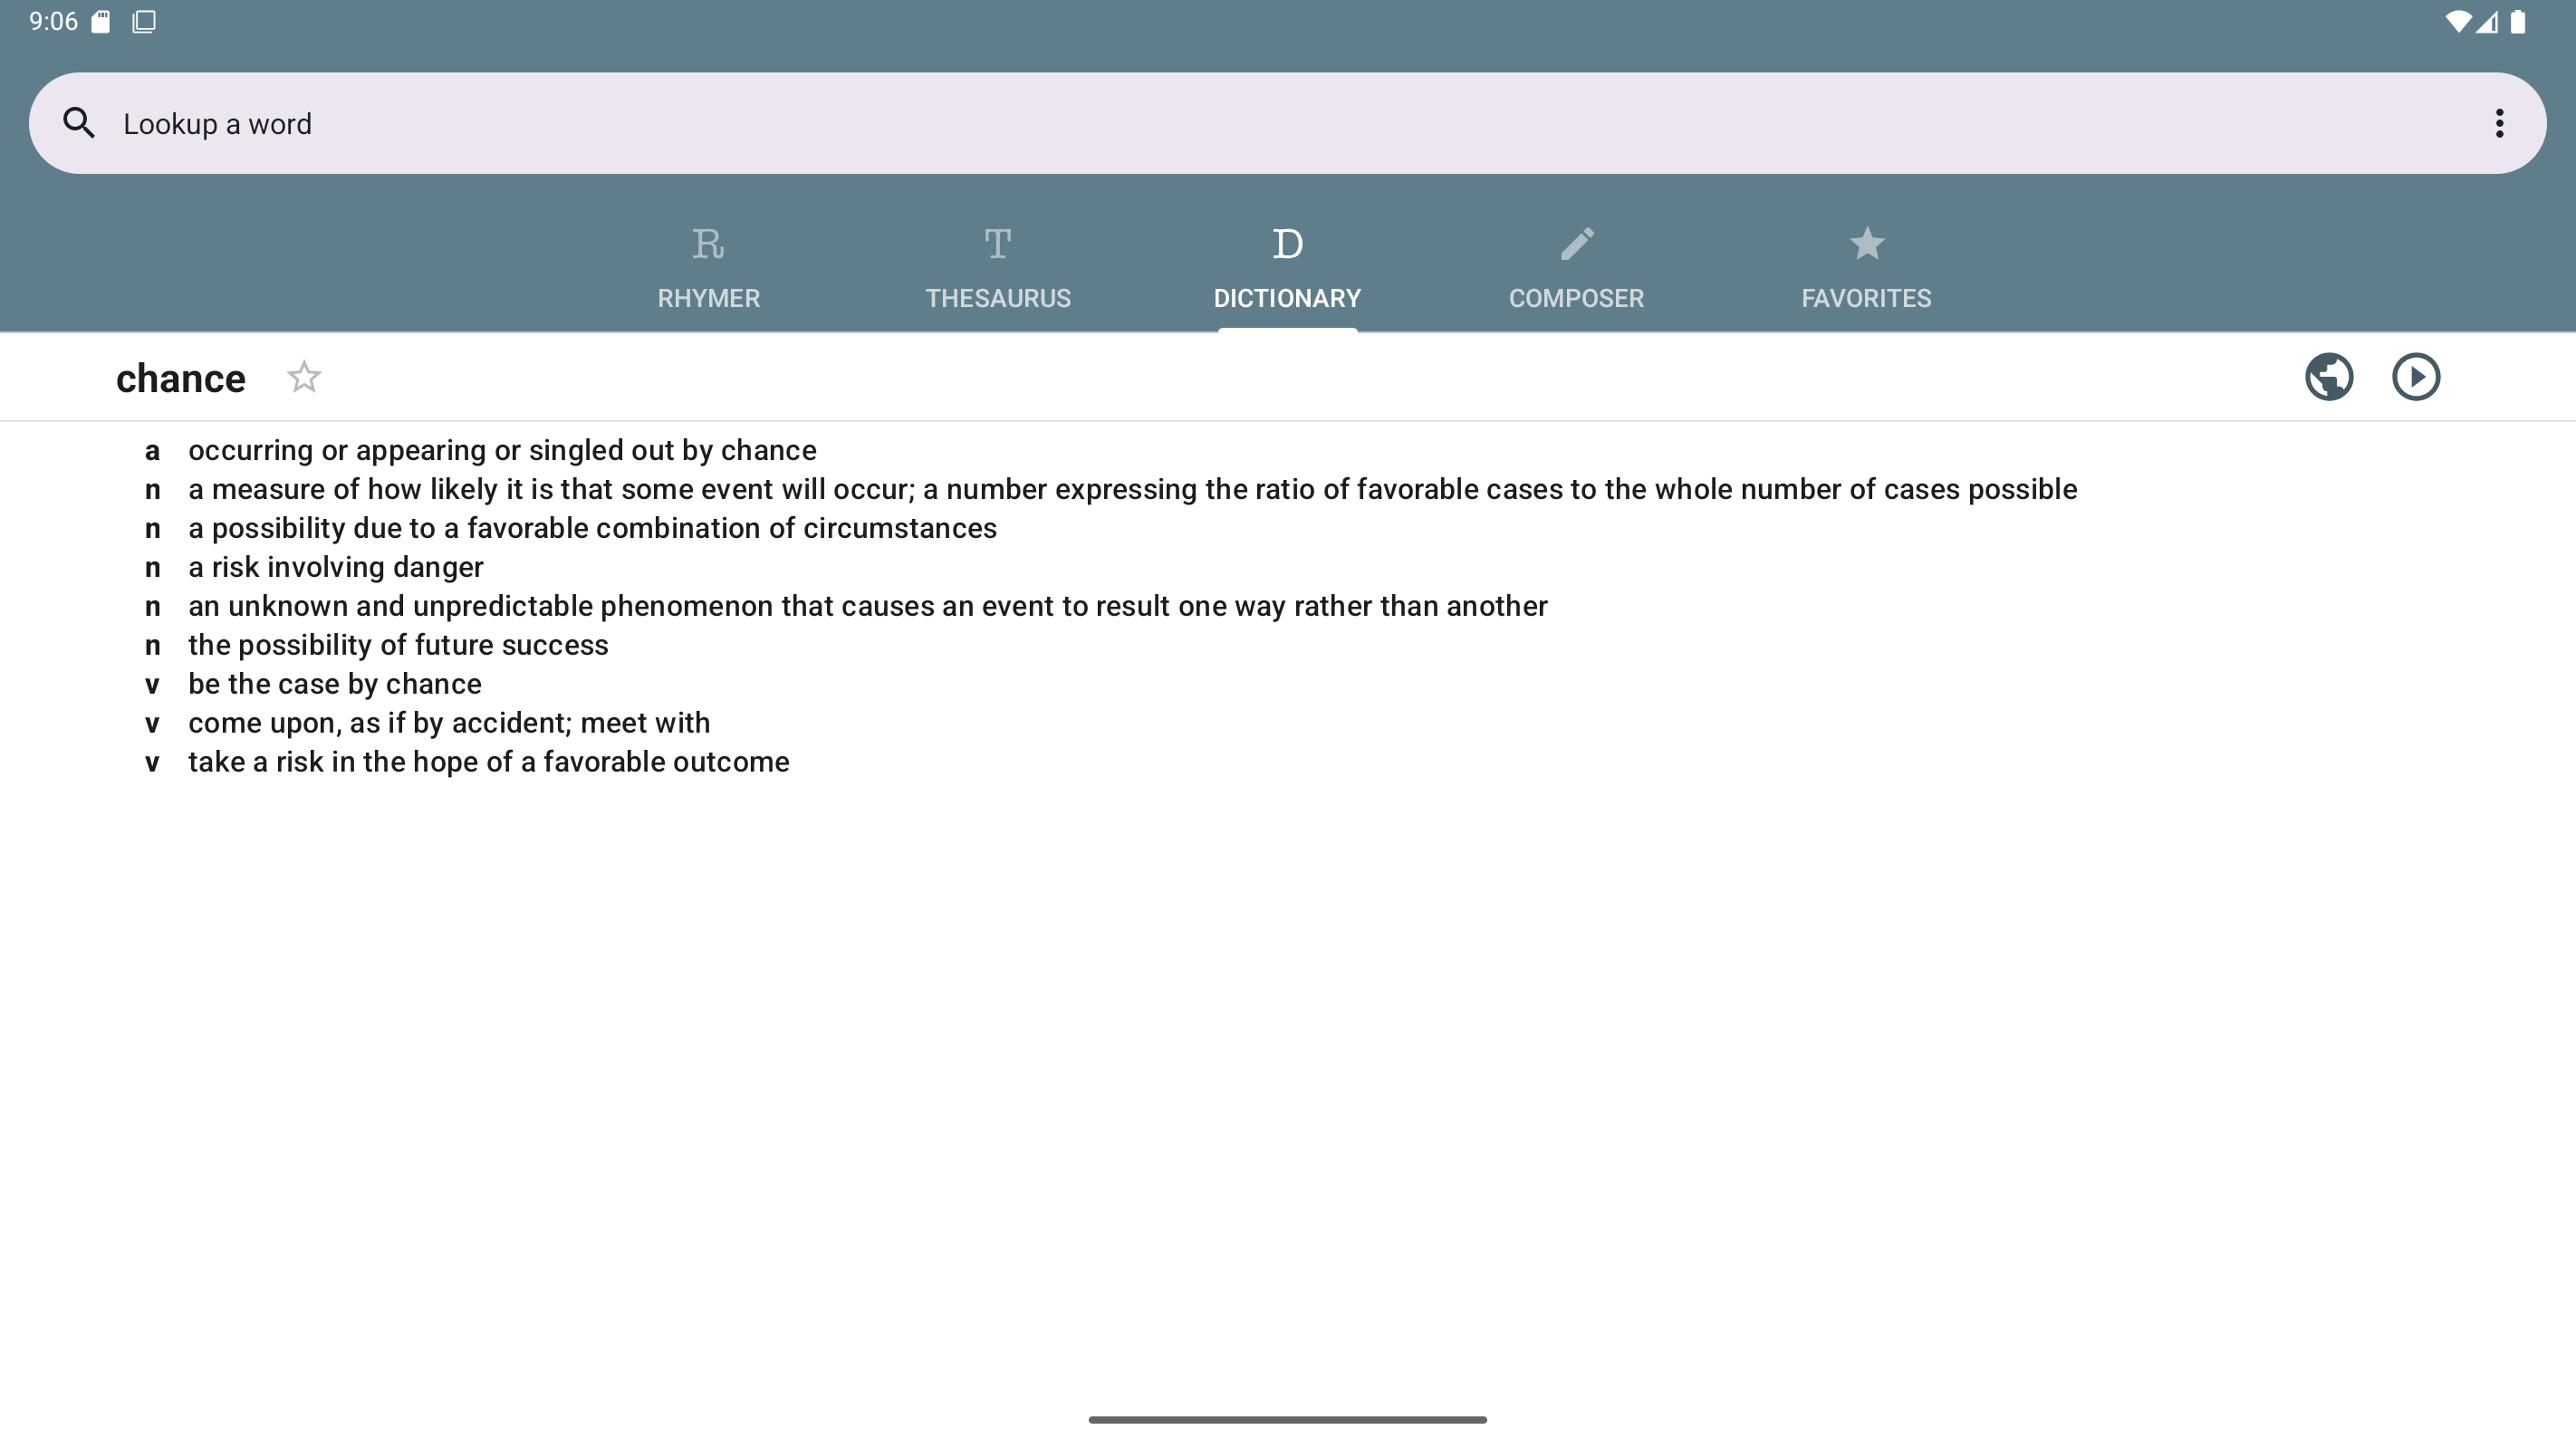 9:06
Lookup a word
R T D
RHYMER THESAURUS DICTIONARY COMPOSER FAVORITES
chance
a occurring or appearing or singled out by chance
n a measure of how likely it is that some event will occur; a number expressing the ratio of favorable cases to the whole number of cases possible
n a possibility due to a favorable combination of circumstances
n a risk involving danger
n an unknown and unpredictable phenomenon that causes an event to result one way rather than another
n the possibility of future success
v be the case by chance
v come upon, as if by accident; meet with
v take a risk in the hope of a favorable outcome